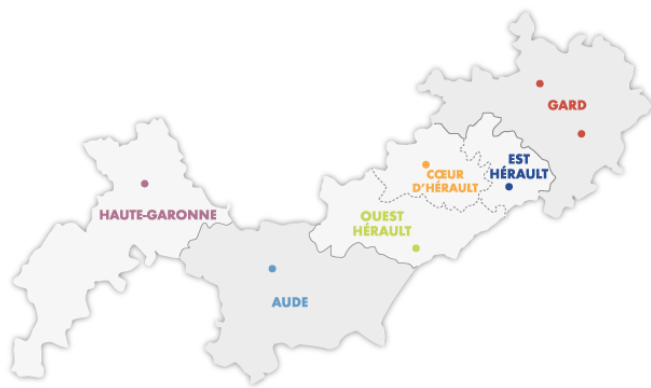 GARD
EST
HÉRAULT
CŒUR
D'HÉRAULT
HAUTE-GARONNE
OUEST
HÉRAULT
AUDE